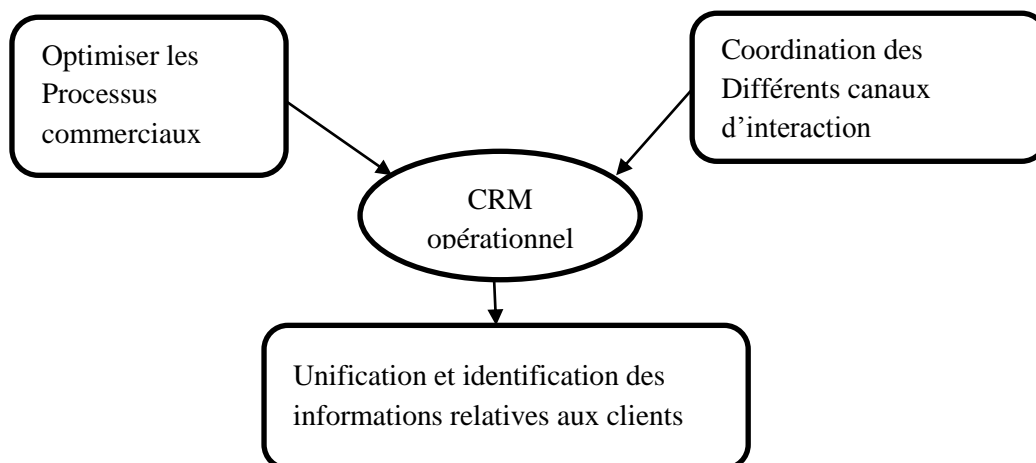 Optimiser les
Processus
commerciaux
Coordination des
Différents canaux
d’interaction
CRM
opérationnel
Unification et identification des
informations relatives aux clients